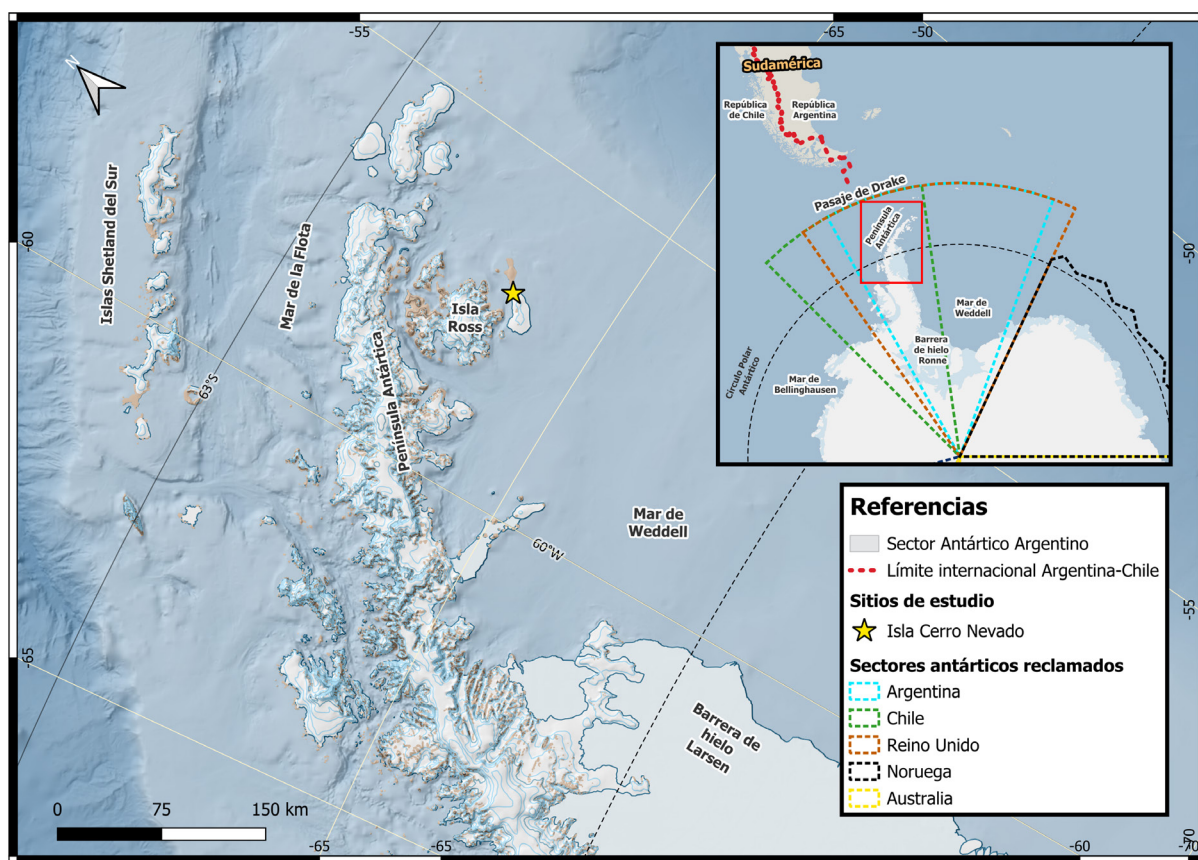 -55
-65
-50
N
Sudamérica
República
de Chile
República
Argentina
Pasaje de Drake
Península
Antártica
Mar de
Weddell
Barrera
de hielo
Ronne
Mar de
Bellinghausen
Círculo Polar
Antártico
Islas Shetland del Sur
Mar de la Flota
-60
Isla
Ross
63°S
Península Antártica
-50
Mar de
Weddell
60°W
Referencias
Sector Antártico Argentino
Límite internacional Argentina-Chile
Sitios de estudio
Isla Cerro Nevado
Sectores antárticos reclamados
Argentina
Chile
Reino Unido
Noruega
Australia
-55
-65
Barrera de
hielo
Larsen
0
75
150 km
-65
-65
-60
-70
-70